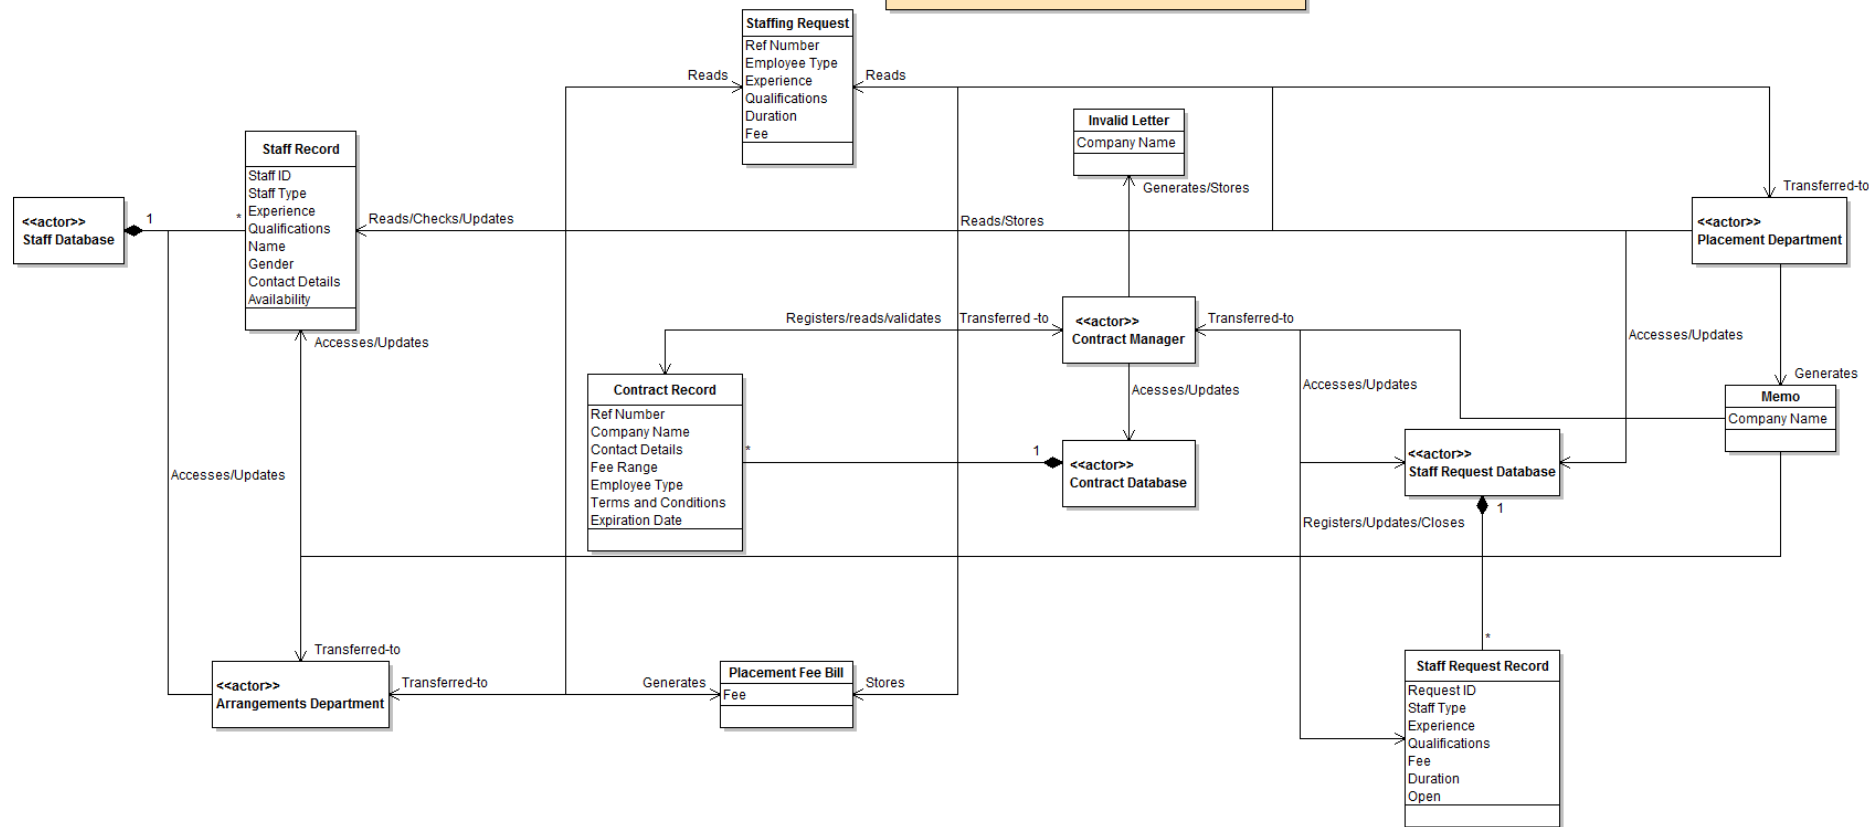 Staffing Request
Ref Number
Employee Type
Experience
Qualifications
Duration
Fee
Reads
Reads
Invalid Letter
Company Name
Generates/Stores
Staff Record
Staff ID
Staff Type
Experience
Qualifications
Name
Gender
Contact Details
Availability
<<actor>>
Staff Database
1
*
Reads/Checks/Updates
Reads/Stores
Transferred-to
<<actor>>
Placement Department
Accesses/Updates
Registers/reads/validates
Transferred -to
<<actor>>
Contract Manager
Transferred-to
Accesses/Updates
Acesses/Updates
Accesses/Updates
Generates
Memo
Company Name
Contract Record
Ref Number
Company Name
Contact Details
Fee Range
Employee Type
Terms and Conditions
Expiration Date
*
1
<<actor>>
Contract Database
<<actor>>
Staff Request Database
1
Accesses/Updates
Registers/Updates/Closes
*
Transferred-to
<<actor>>
Arrangements Department
Transferred-to
Generates
Placement Fee Bill
Fee
Stores
Staff Request Record
Request ID
Staff Type
Experience
Qualifications
Fee
Duration
Open